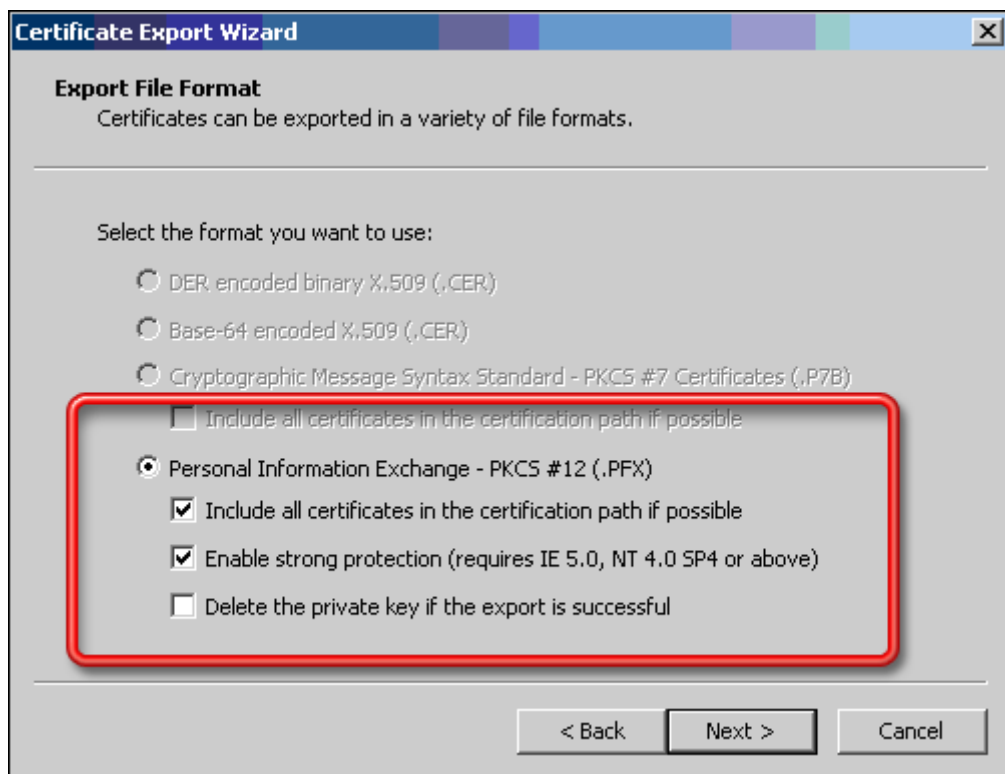 Certificate Export Wizard
Export File Format
Certificates can be exported in a variety of file formats.
Select the format you want to use:
DER encoded binary X.509 (.CER)
Base-64 encoded X.509 (.CER)
Cryptographic Message Syntax Standard - PKCS #7 Certificates (.P7B)
Include all certificates in the certification path if possible
Personal Information Exchange - PKCS #12 (.PFX)
Include all certificates in the certification path if possible
Enable strong protection (requires IE 5.0, NT 4.0 SP4 or above)
Delete the private key if the export is successful
< Back Next > Cancel